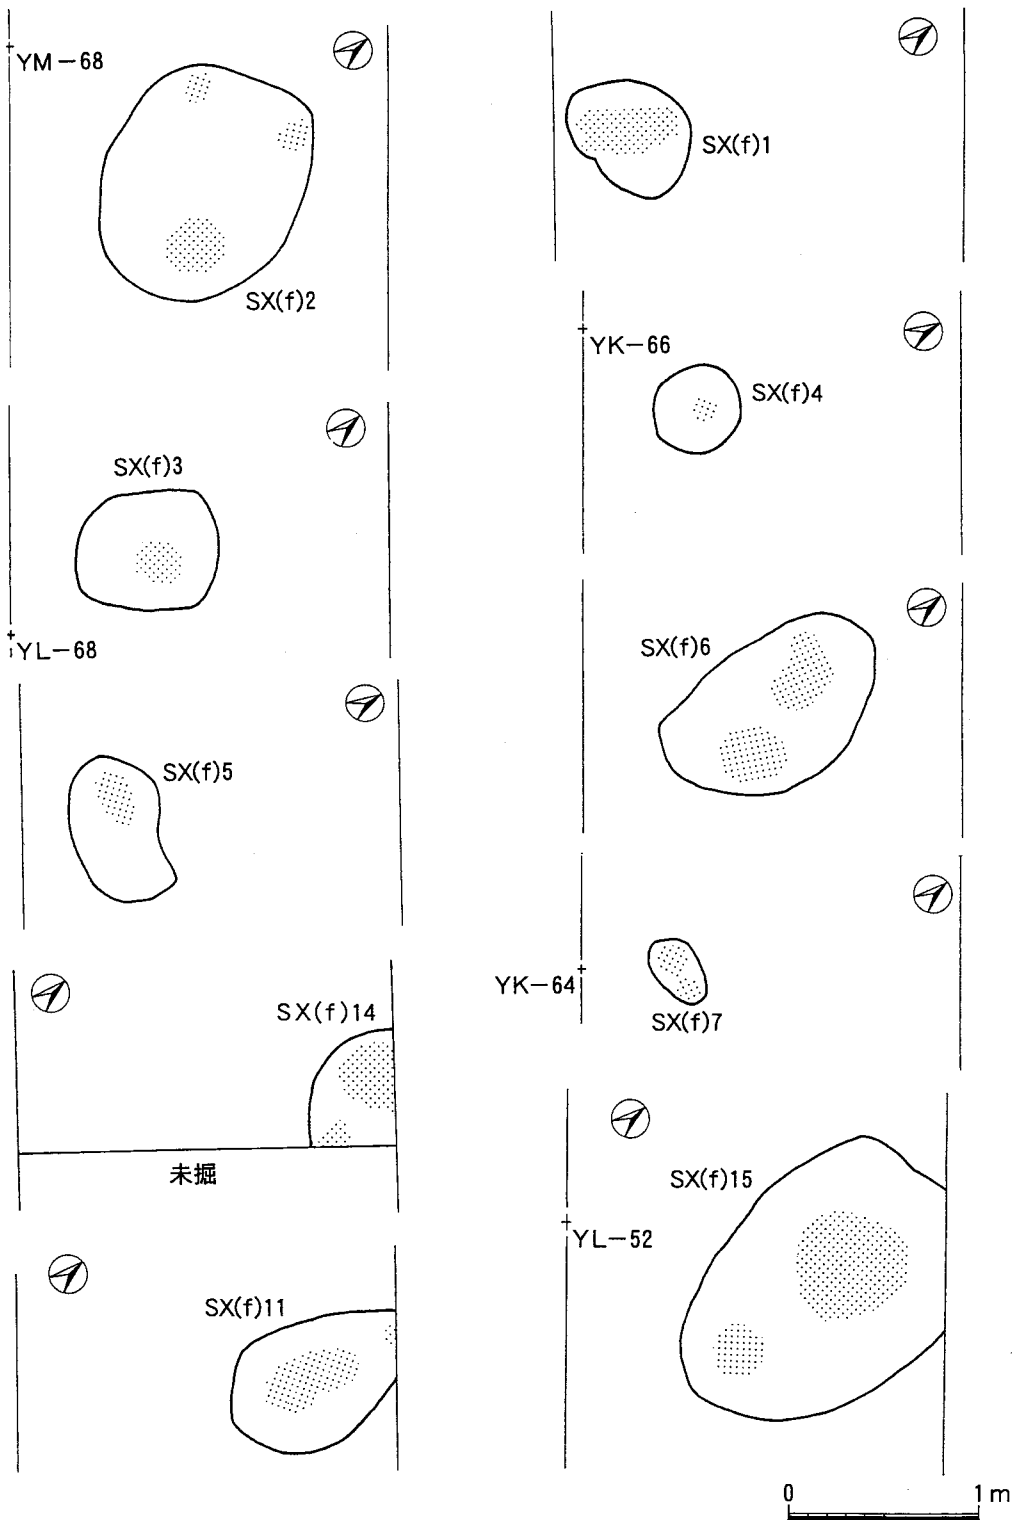 YM-68
SX(f)2
SX(f)3
YL-68
SX(f)5
SX(f)14
未掘
SX(f)11
SX(f)1
YK-66
SX(f)4
SX(f)6
YK-64
SX(f)7
SX(f)15
YL-52
0 1m